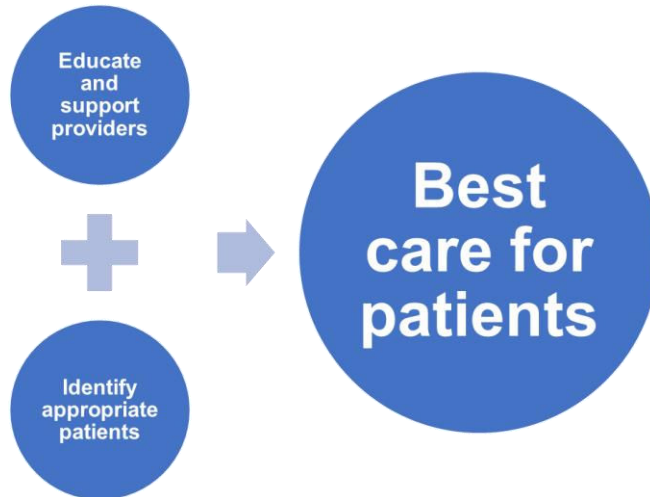 Educate
and
support
providers
Identify
appropriate
patients
Best
care for
patients